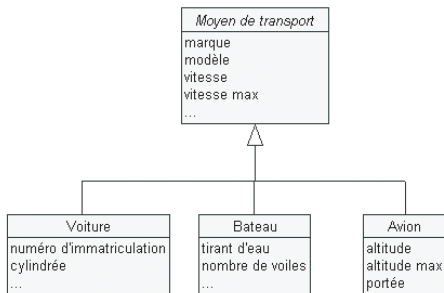 Moyen de transport
marque
modèle
vitesse
vitesse max
...
Voiture
numéro d'immatriculation
cylindrée
...
Bateau
tirant d'eau
nombre de voiles
...
Avion
altitude
altitude max
portée